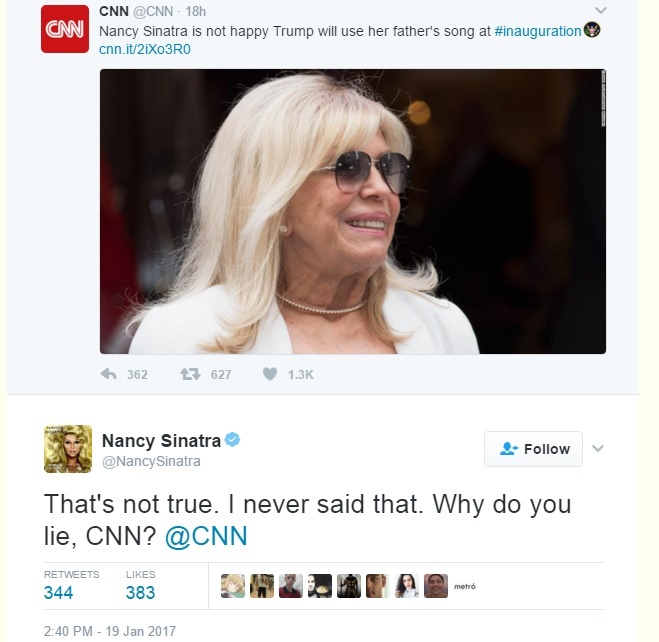 CNN
CNN @CNN · 18h
Nancy Sinatra is not happy Trump will use her father's song at #inauguration
cnn.it/2iXo3R0
362 627 1.3K
Nancy Sinatra
@NancySinatra
Follow
That's not true. I never said that. Why do you
lie, CNN? @CNN
RETWEETS LIKES
344 383
metró
2:40 PM - 19 Jan 2017